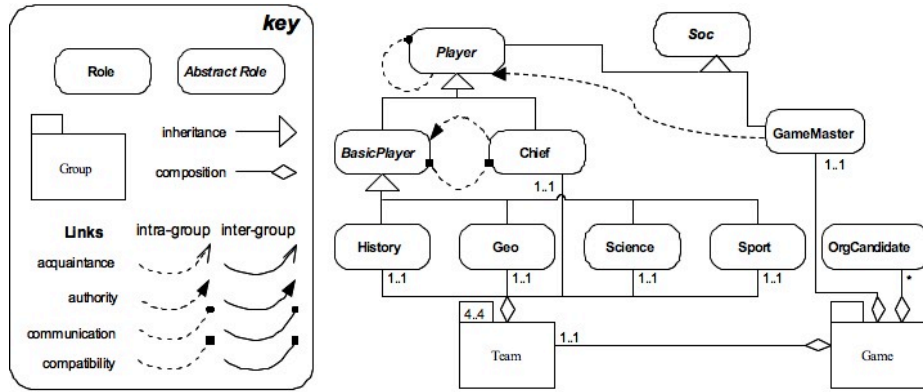 key
Role
Abstract Role
Group
inheritance
composition
Links
intra-group
inter-group
acquaintance
authority
communication
compatibility
Player
Soc
BasicPlayer
Chief
GameMaster
1..1
1..1
History
Geo
Science
Sport
OrgCandidate
1..1
1..1
1..1
1..1
*
4..4
Team
1..1
Game